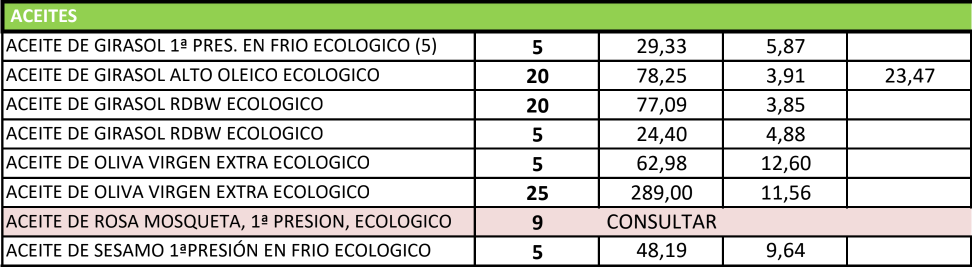 ACEITES
ACEITE DE GIRASOL 1ª PRES. EN FRIO ECOLOGICO (5) 5 29,33 5,87
ACEITE DE GIRASOL ALTO OLEICO ECOLOGICO 20 78,25 3,91 23,47
ACEITE DE GIRASOL RDBW ECOLOGICO 20 77,09 3,85
ACEITE DE GIRASOL RDBW ECOLOGICO 5 24,40 4,88
ACEITE DE OLIVA VIRGEN EXTRA ECOLOGICO 5 62,98 12,60
ACEITE DE OLIVA VIRGEN EXTRA ECOLOGICO 25 289,00 11,56
ACEITE DE ROSA MOSQUETA, 1ª PRESION, ECOLOGICO 9 CONSULTAR
ACEITE DE SESAMO 1ªPRESIÓN EN FRIO ECOLOGICO 5 48,19 9,64